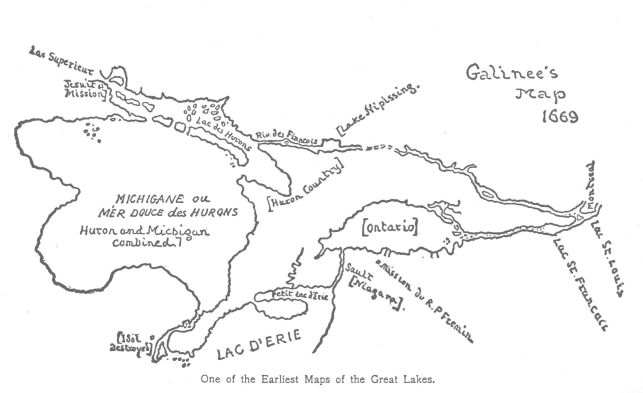 Galinee's
Map
1669
Lac Superieur
Jesuit
Mission]
Lac des Hurons
Riv. des Francois
[Lake Nipissing.
[Huron Country]
MICHIGANE ou
MÈR DOUCE des HURONS
Huron and Michigan
combined.]
[Ontario]
Montreal
Lac St. Louis
Lac St. Francois
Sault
[Niagara].
Mission du R.P. Fremin
Petit Lac d'Erie
LAC D'ERIE
[Idol
Destroyed]
One of the Earliest Maps of the Great Lakes.